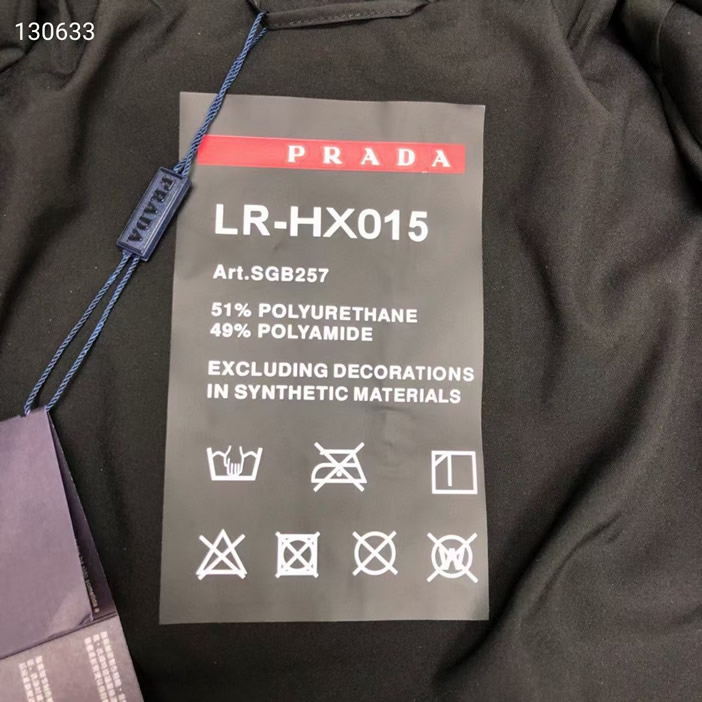 130633
PRADA
PRADA
LR-HX015
Art.SGB257
51% POLYURETHANE
49% POLYAMIDE
EXCLUDING DECORATIONS
IN SYNTHETIC MATERIALS
W